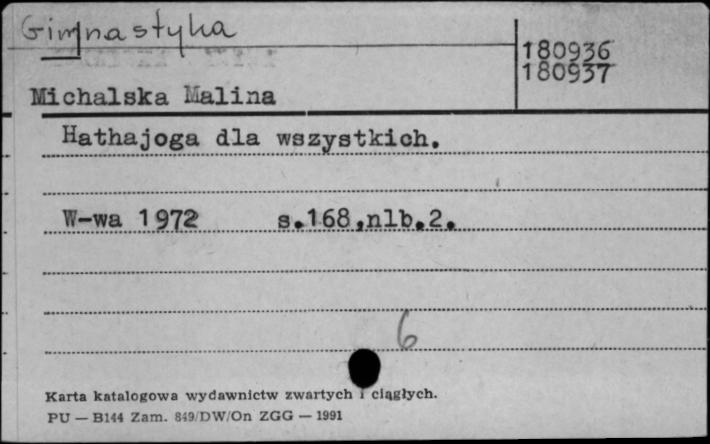 Gimnastyka
180936
180937
Michalska Malina
Hathajoga dla wszystkich.
W-wa 1972 s.168,nlb.2.
6
Karta katalogowa wydawnictw zwartych i ciągłych.
PU — B144 Zam. 849/DW/On ZGG — 1991